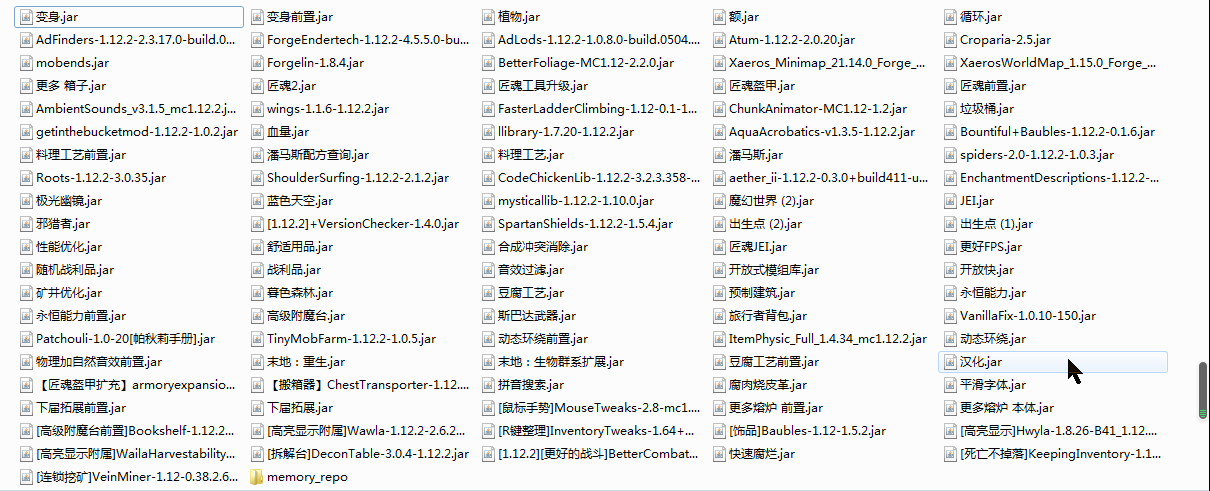 变身.jar 变身前置.jar 植物.jar 额.jar 循环.jar
AdFinders-1.12.2-2.3.17.0-build.0... ForgeEndertech-1.12.2-4.5.5.0-bu... AdLods-1.12.2-1.0.8.0-build.0504.... Atum-1.12.2-2.0.20.jar Croparia-2.5.jar
mobends.jar Forgelin-1.8.4.jar BetterFoliage-MC1.12-2.2.0.jar Xaeros_Minimap_21.14.0_Forge_... XaerosWorldMap_1.15.0_Forge_...
更多 箱子.jar 匠魂2.jar 匠魂工具升级.jar 匠魂盔甲.jar 匠魂前置.jar
AmbientSounds_v3.1.5_mc1.12.2.j... wings-1.1.6-1.12.2.jar FasterLadderClimbing-1.12-0.1-1... ChunkAnimator-MC1.12-1.2.jar 垃圾桶.jar
getinthebucketmod-1.12.2-1.0.2.jar 血量.jar llibrary-1.7.20-1.12.2.jar AquaAcrobatics-v1.3.5-1.12.2.jar Bountiful+Baubles-1.12.2-0.1.6.jar
料理工艺前置.jar 潘马斯配方查询.jar 料理工艺.jar 潘马斯.jar spiders-2.0-1.12.2-1.0.3.jar
Roots-1.12.2-3.0.35.jar ShoulderSurfing-1.12.2-2.1.2.jar CodeChickenLib-1.12.2-3.2.3.358-... aether_ii-1.12.2-0.3.0+build411-u... EnchantmentDescriptions-1.12.2-...
极光幽镜.jar 蓝色天空.jar mysticallib-1.12.2-1.10.0.jar 魔幻世界 (2).jar JEI.jar
邪猎者.jar [1.12.2]+VersionChecker-1.4.0.jar SpartanShields-1.12.2-1.5.4.jar 出生点 (2).jar 出生点 (1).jar
性能优化.jar 舒适用品.jar 合成冲突消除.jar 匠魂JEI.jar 更好FPS.jar
随机战利品.jar 战利品.jar 音效过滤.jar 开放式模组库.jar 开放快.jar
矿井优化.jar 暮色森林.jar 豆腐工艺.jar 预制建筑.jar 永恒能力.jar
永恒能力前置.jar 高级附魔台.jar 斯巴达武器.jar 旅行者背包.jar VanillaFix-1.0.10-150.jar
Patchouli-1.0-20[帕秋莉手册].jar TinyMobFarm-1.12.2-1.0.5.jar 动态环绕前置.jar ItemPhysic_Full_1.4.34_mc1.12.2.jar 动态环绕.jar
物理加自然音效前置.jar 末地：重生.jar 末地：生物群系扩展.jar 豆腐工艺前置.jar 汉化.jar
【匠魂盔甲扩充】armoryexpansio... 【搬箱器】ChestTransporter-1.12.... 拼音搜索.jar 腐肉烧皮革.jar 平滑字体.jar
下届拓展前置.jar 下届拓展.jar [鼠标手势]MouseTweaks-2.8-mc1.... 更多熔炉 前置.jar 更多熔炉 本体.jar
[高级附魔台前置]Bookshelf-1.12.2... [高亮显示附属]Wawla-1.12.2-2.6.2... [R键整理]InventoryTweaks-1.64+... [饰品]Baubles-1.12-1.5.2.jar [高亮显示]Hwyla-1.8.26-B41_1.12....
[高亮显示附属]WailaHarvestability... [拆解台]DeconTable-3.0.4-1.12.2.jar [1.12.2][更好的战斗]BetterCombat... 快速腐烂.jar [死亡不掉落]KeepingInventory-1.1...
[连锁挖矿]VeinMiner-1.12-0.38.2.6... memory_repo